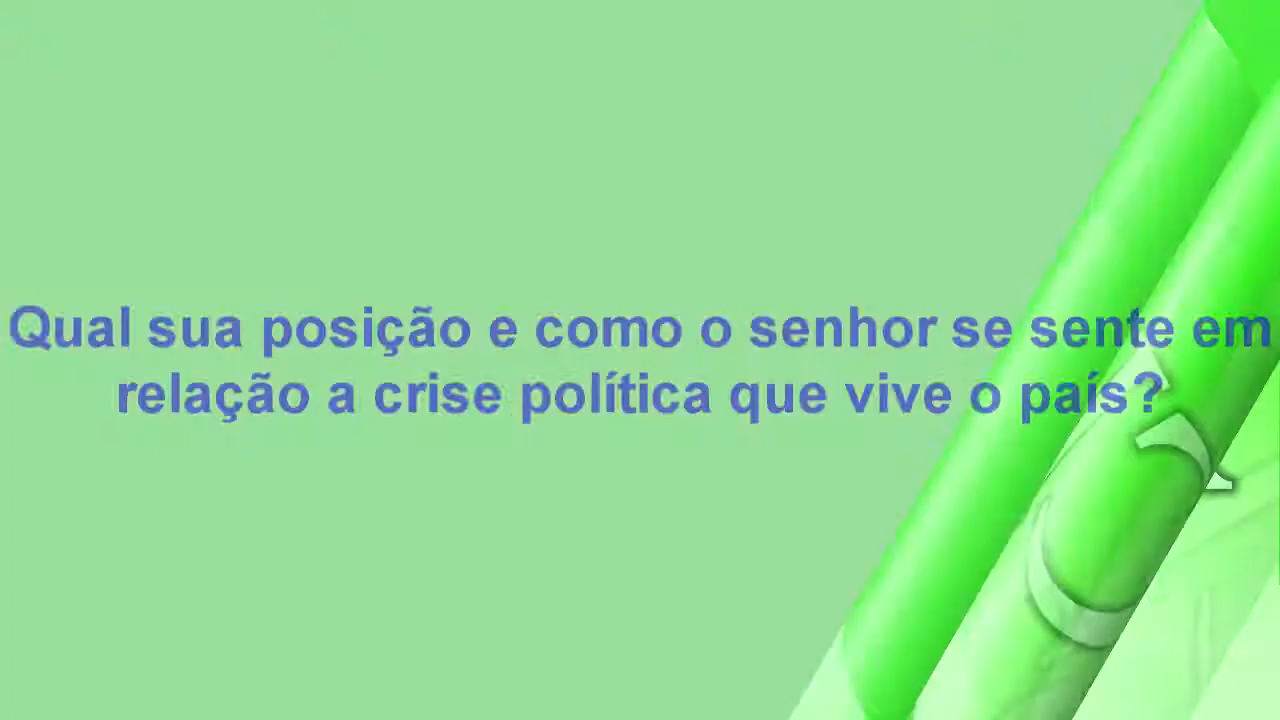 Qual sua posição e como o senhor se sente em
relação a crise política que vive o país?